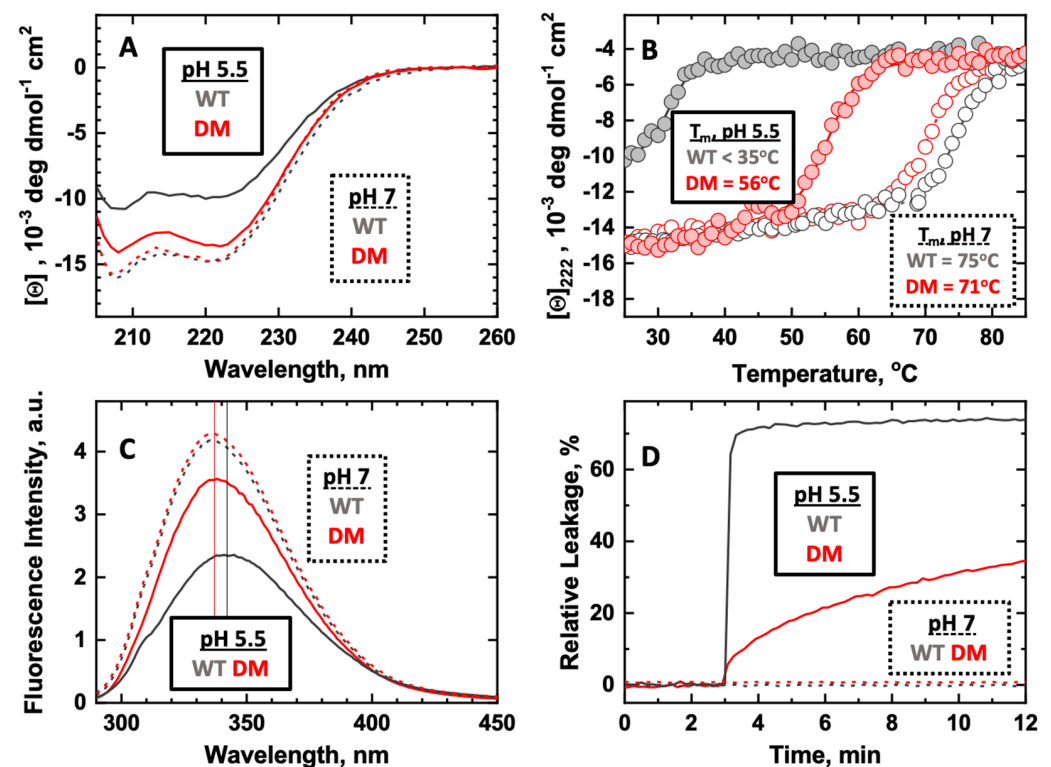 A
pH 5.5
WT
DM
pH 7
WT
DM
0
-5
-10
-15
[Θ] , 10⁻³ deg dmol⁻¹ cm²
210 220 230 240 250 260
Wavelength, nm
B
Tₘ, pH 5.5
WT < 35ºC
DM = 56ºC
Tₘ, pH 7
WT = 75ºC
DM = 71ºC
-4
-6
-8
-10
-12
-14
-16
-18
[Θ]₂₂₂ , 10⁻³ deg dmol⁻¹ cm²
30 40 50 60 70 80
Temperature, ºC
C
pH 7
WT
DM
pH 5.5
WT DM
4
3
2
1
0
Fluorescence Intensity, a.u.
300 350 400 450
Wavelength, nm
D
pH 5.5
WT
DM
pH 7
WT DM
60
40
20
0
Relative Leakage, %
0 2 4 6 8 10 12
Time, min